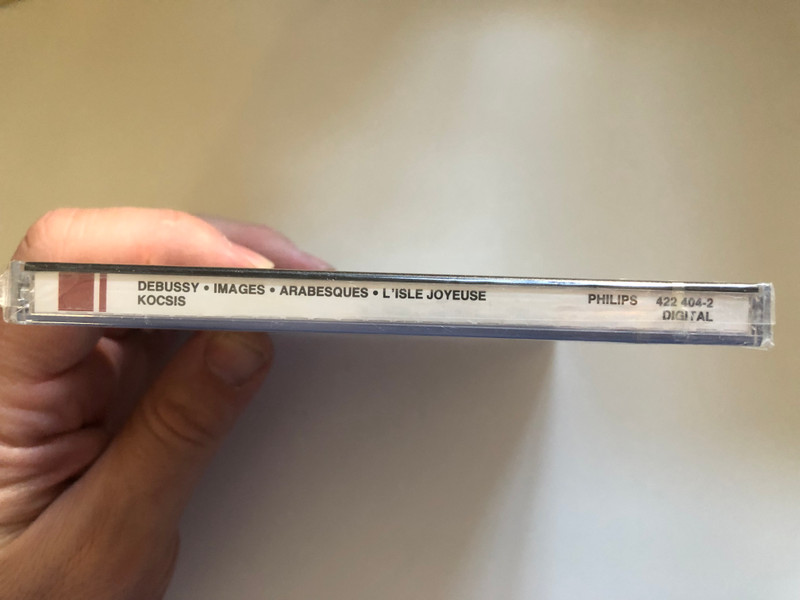 DEBUSSY • IMAGES • ARABESQUES • L'ISLE JOYEUSE
KOCSIS
PHILIPS 422 404-2
DIGITAL